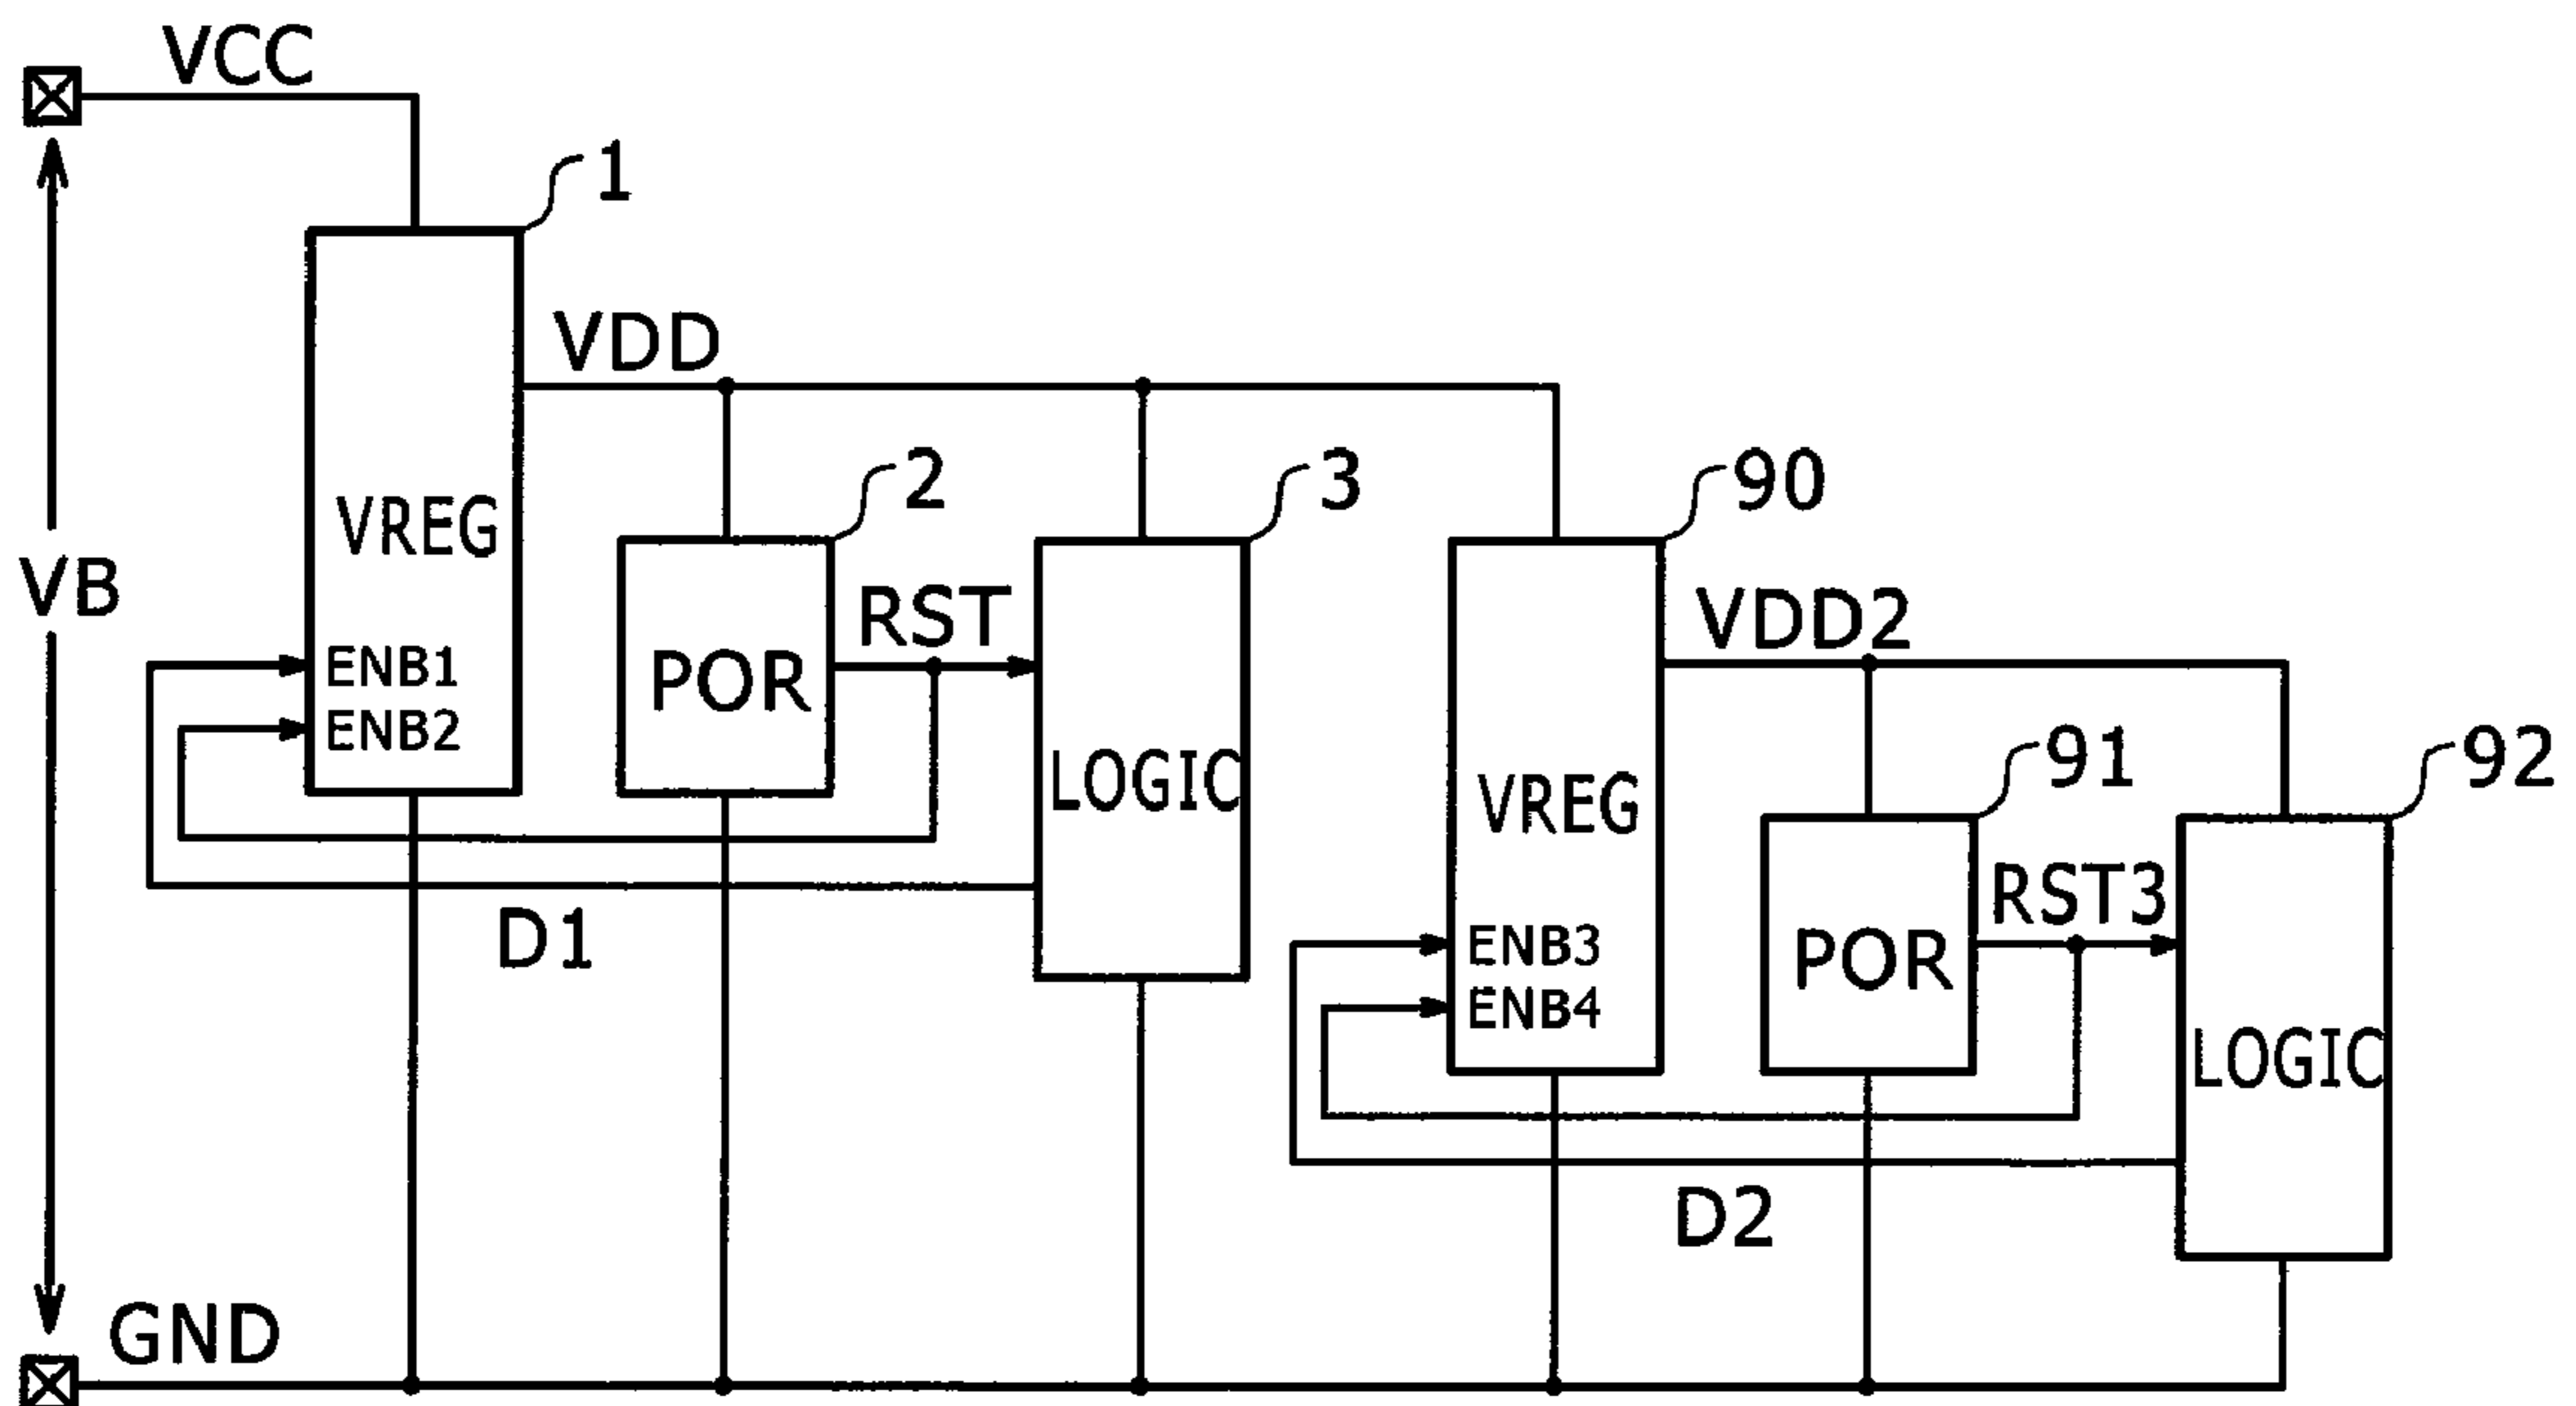 VCC
1
VDD
2
3
90
VREG
VB
RST
VDD2
ENB1
ENB2
POR
LOGIC
91
92
VREG
D1
RST3
ENB3
ENB4
POR
LOGIC
D2
GND